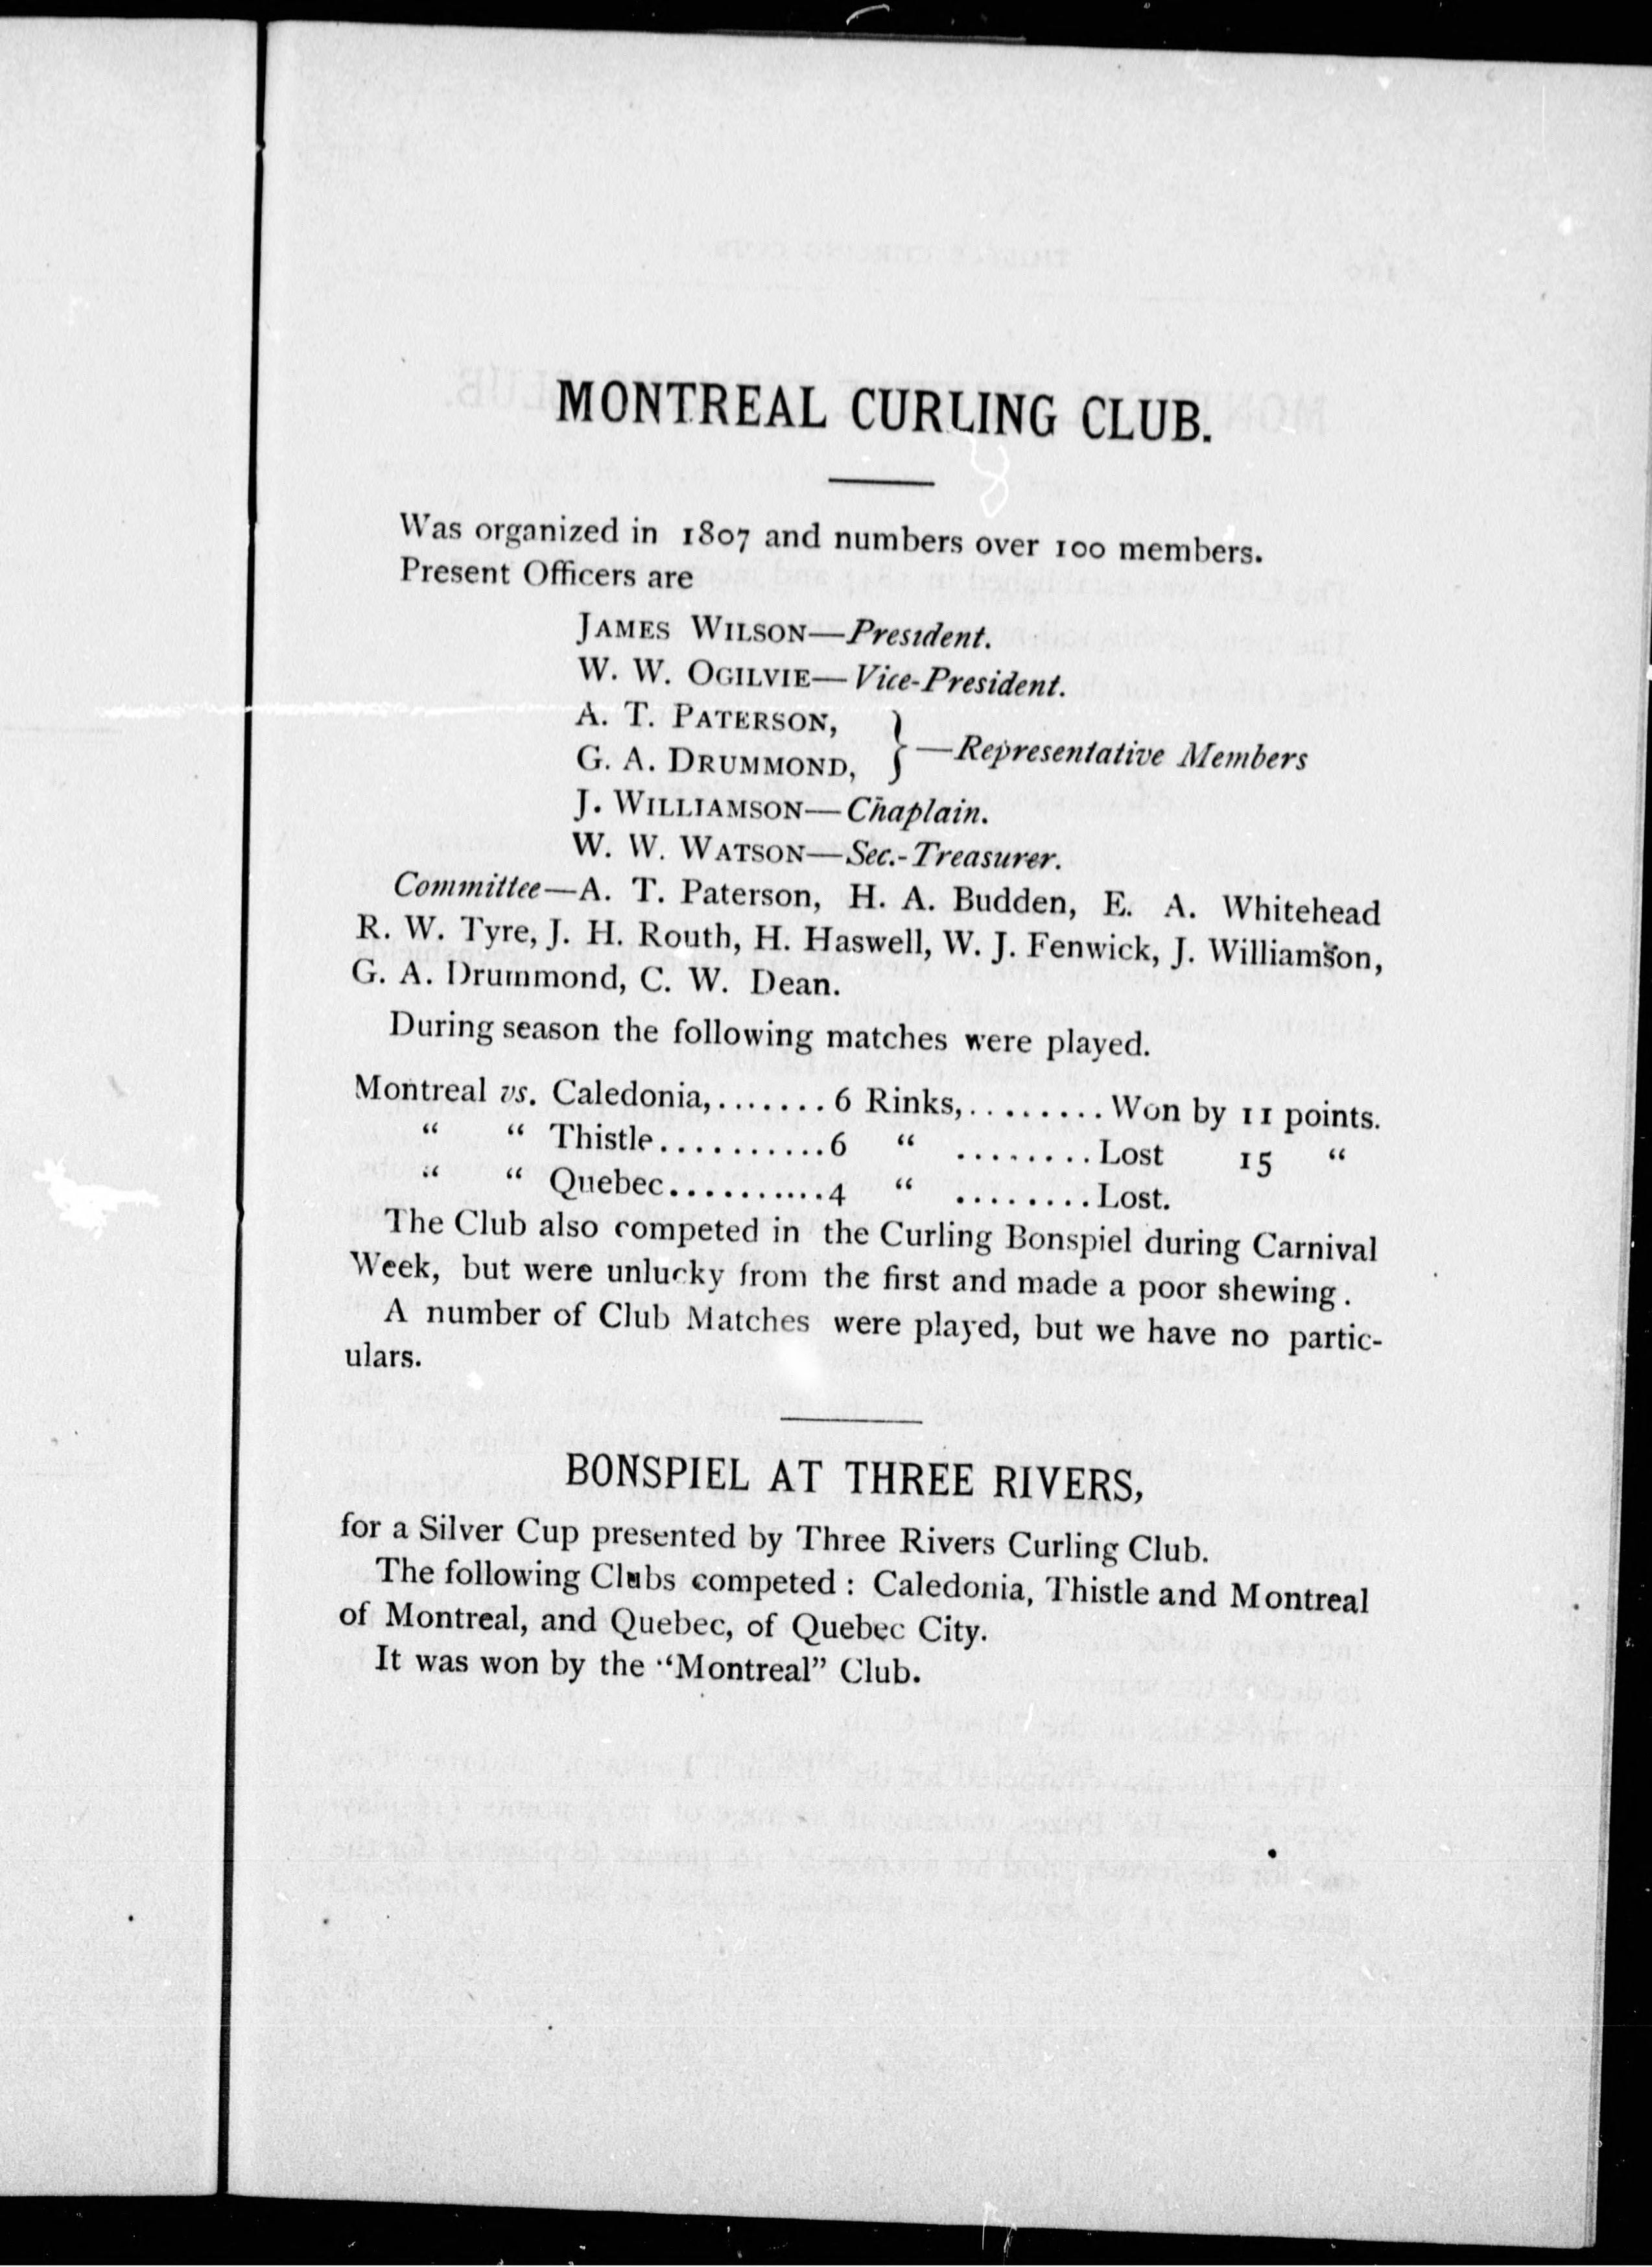 MONTREAL CURLING CLUB.
Was organized in 1807 and numbers over 100 members.
Present Officers are
JAMES WILSON—President.
W. W. OGILVIE—Vice-President.
A. T. PATERSON,
G. A. DRUMMOND, } —Representative Members
J. WILLIAMSON—Chaplain.
W. W. WATSON—Sec.-Treasurer.
Committee—A. T. Paterson, H. A. Budden, E. A. Whitehead
R. W. Tyre, J. H. Routh, H. Haswell, W. J. Fenwick, J. Williamson,
G. A. Drummond, C. W. Dean.
During season the following matches were played.
Montreal vs. Caledonia,.......6 Rinks,........Won by 11 points.
“ “ Thistle...........6 “ ........Lost 15 “
“ “ Quebec...........4 “ ........Lost.
The Club also competed in the Curling Bonspiel during Carnival
Week, but were unlucky from the first and made a poor shewing.
A number of Club Matches were played, but we have no partic-
ulars.
BONSPIEL AT THREE RIVERS,
for a Silver Cup presented by Three Rivers Curling Club.
The following Clubs competed : Caledonia, Thistle and Montreal
of Montreal, and Quebec, of Quebec City.
It was won by the “Montreal” Club.